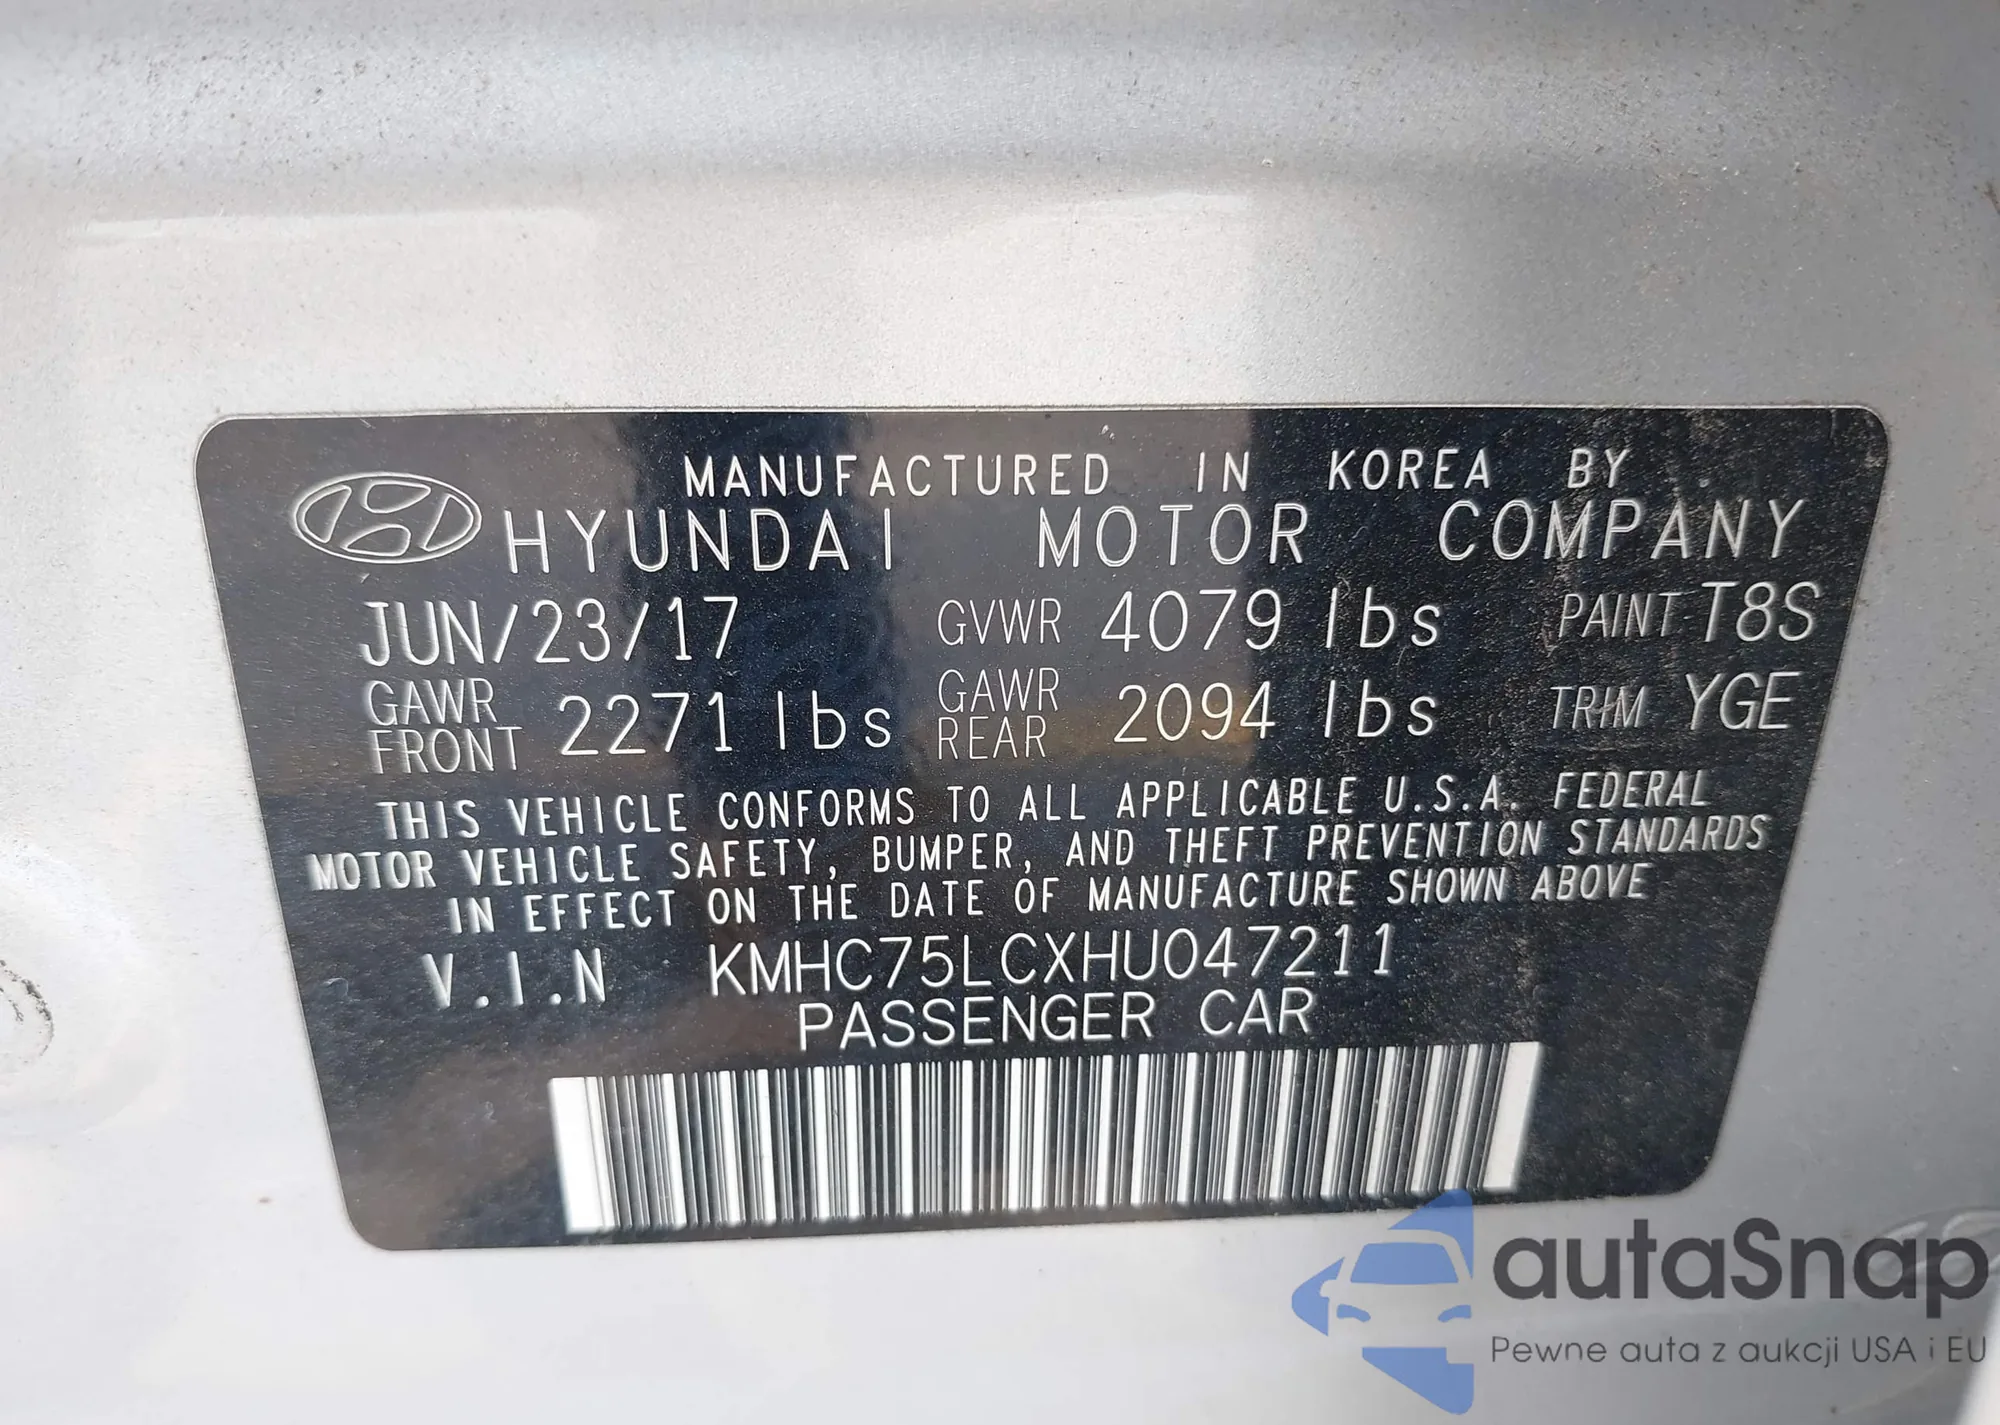 MANUFACTURED IN KOREA BY
HYUNDAI MOTOR COMPANY
JUN/23/17 GVWR 4079 lbs PAINT T8S
GAWR FRONT 2271 lbs GAWR REAR 2094 lbs TRIM YGE
THIS VEHICLE CONFORMS TO ALL APPLICABLE U.S.A. FEDERAL
MOTOR VEHICLE SAFETY, BUMPER, AND THEFT PREVENTION STANDARDS
IN EFFECT ON THE DATE OF MANUFACTURE SHOWN ABOVE
V.I.N KMHC75LCXHU047211
PASSENGER CAR
autaSnap
Pewne auta z aukcji USA i EU